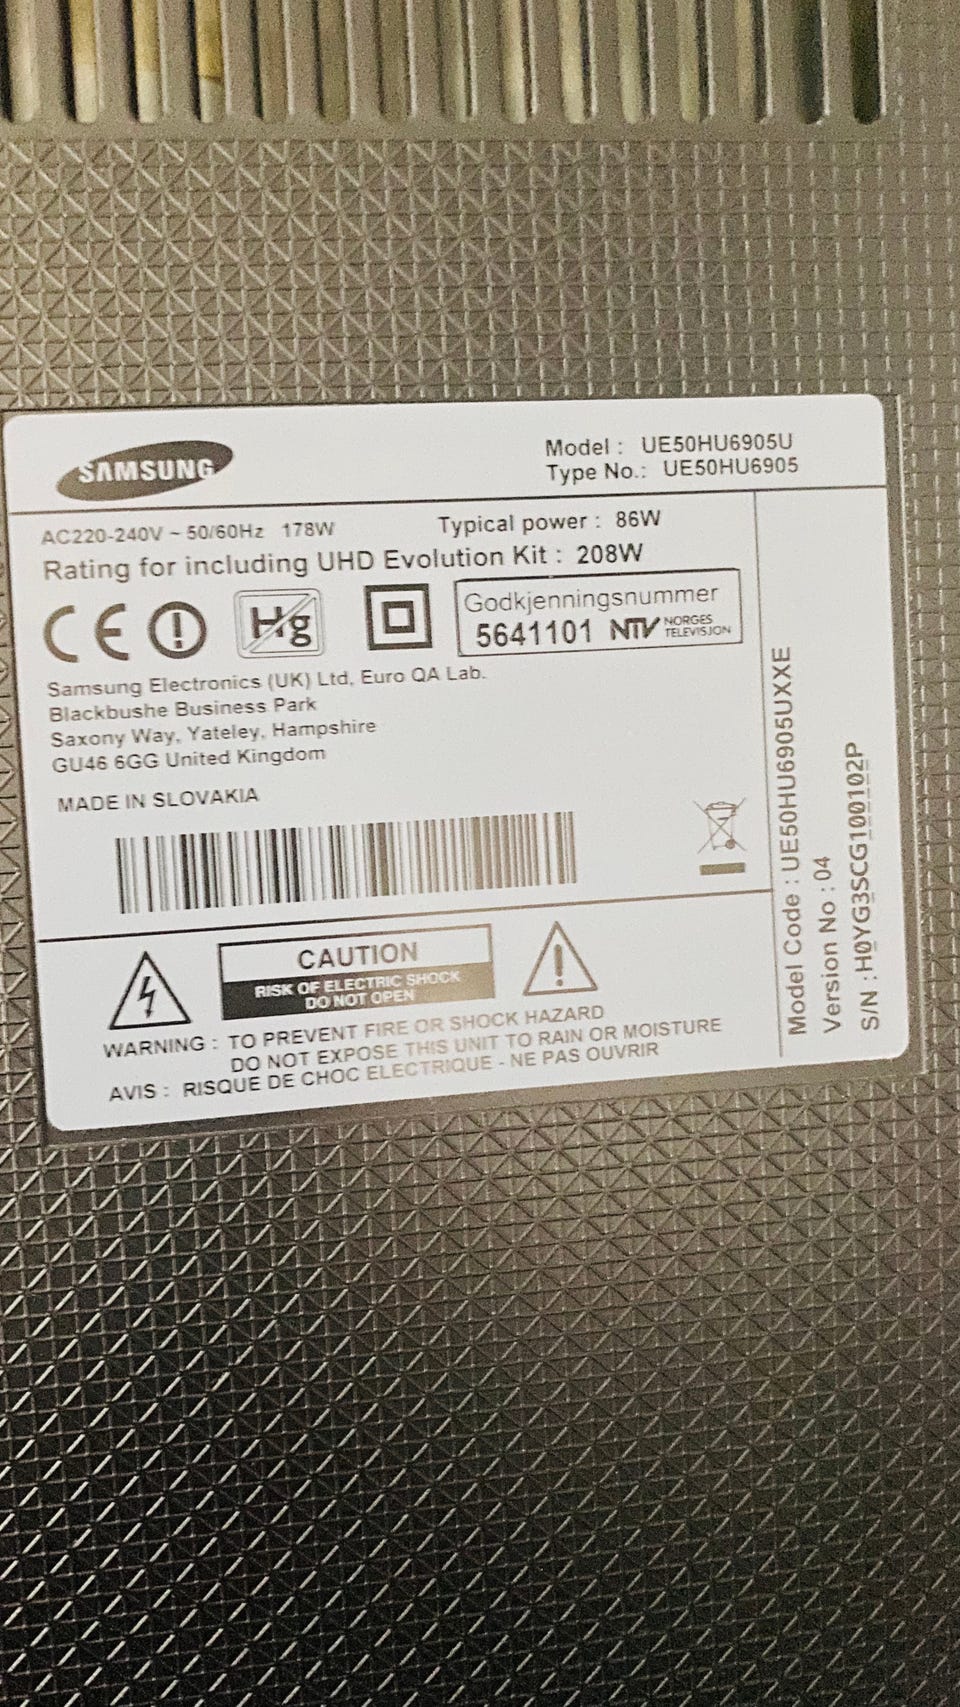 SAMSUNG
Model : UE50HU6905U
Type No.: UE50HU6905
AC220-240V ~ 50/60Hz 178W
Typical power : 86W
Rating for including UHD Evolution Kit : 208W
CE
Hg
Godkjenningsnummer
5641101 NTV NORGES TELEVISJON
Samsung Electronics (UK) Ltd, Euro QA Lab.
Blackbushe Business Park
Saxony Way, Yateley, Hampshire
GU46 6GG United Kingdom
MADE IN SLOVAKIA
CAUTION
RISK OF ELECTRIC SHOCK
DO NOT OPEN
WARNING : TO PREVENT FIRE OR SHOCK HAZARD
DO NOT EXPOSE THIS UNIT TO RAIN OR MOISTURE
AVIS : RISQUE DE CHOC ELECTRIQUE - NE PAS OUVRIR
Model Code : UE50HU6905UXXE
Version No : 04
S/N : H0YG3SCG100102P